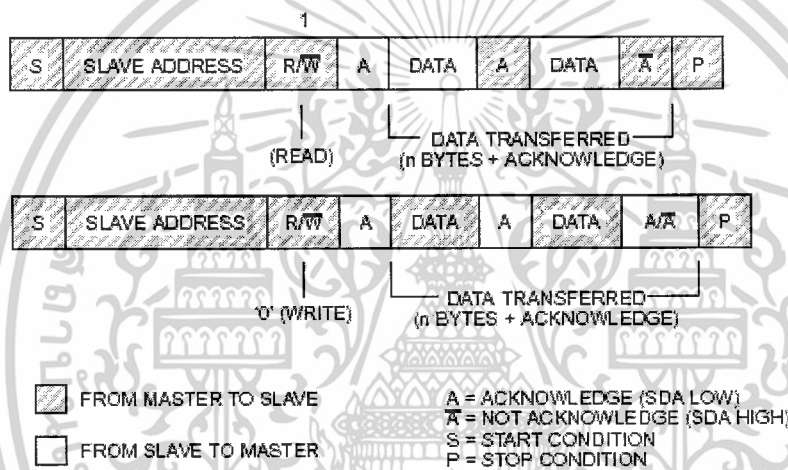 1
S SLAVE ADDRESS R/W̅ A DATA A DATA A̅ P
(READ)
DATA TRANSFERRED
(n BYTES + ACKNOWLEDGE)
S SLAVE ADDRESS R/W̅ A DATA A DATA A/A̅ P
'0' (WRITE)
DATA TRANSFERRED
(n BYTES + ACKNOWLEDGE)
FROM MASTER TO SLAVE
FROM SLAVE TO MASTER
A = ACKNOWLEDGE (SDA LOW)
A̅ = NOT ACKNOWLEDGE (SDA HIGH)
S = START CONDITION
P = STOP CONDITION